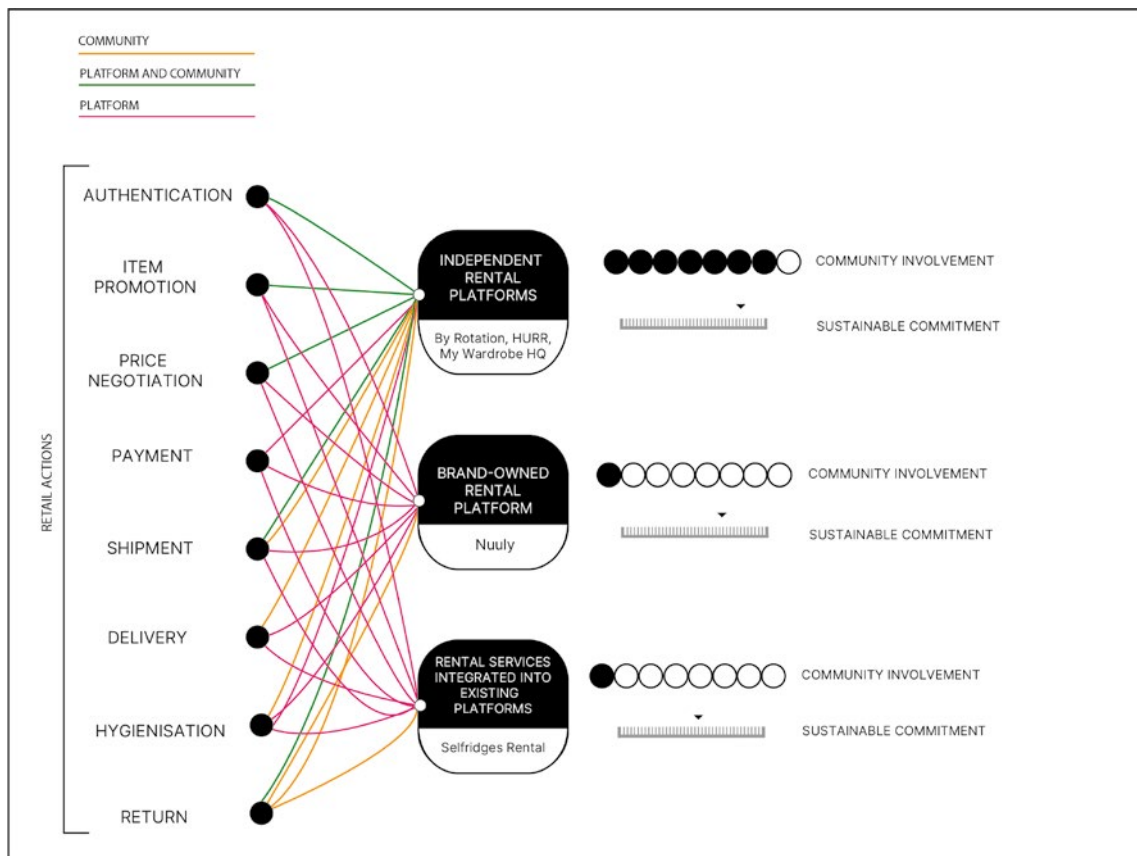 COMMUNITY
PLATFORM AND COMMUNITY
PLATFORM
RETAIL ACTIONS
AUTHENTICATION
ITEM
PROMOTION
PRICE
NEGOTIATION
PAYMENT
SHIPMENT
DELIVERY
HYGIENISATION
RETURN
INDEPENDENT
RENTAL
PLATFORMS
By Rotation, HURR,
My Wardrobe HQ
COMMUNITY INVOLVEMENT
SUSTAINABLE COMMITMENT
BRAND-OWNED
RENTAL
PLATFORM
Nuuly
COMMUNITY INVOLVEMENT
SUSTAINABLE COMMITMENT
RENTAL SERVICES
INTEGRATED INTO
EXISTING
PLATFORMS
Selfridges Rental
COMMUNITY INVOLVEMENT
SUSTAINABLE COMMITMENT